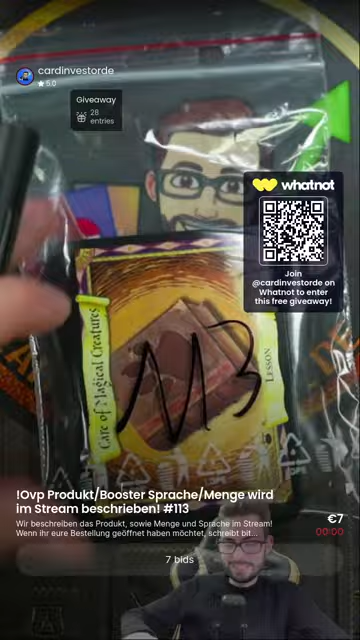 cardinvestorde
5.0
Giveaway
28
entries
whatnot
Join
@cardinvestorde on
Whatnot to enter
this free giveaway!
Care of Magical Creatures
M3
LESSON
!Ovp Produkt/Booster Sprache/Menge wird
im Stream beschrieben! #113
€7
Wir beschreiben das Produkt, sowie Menge und Sprache im Stream!
00:00
Wenn ihr eure Bestellung geöffnet haben möchtet, schreibt bit...
7 bids